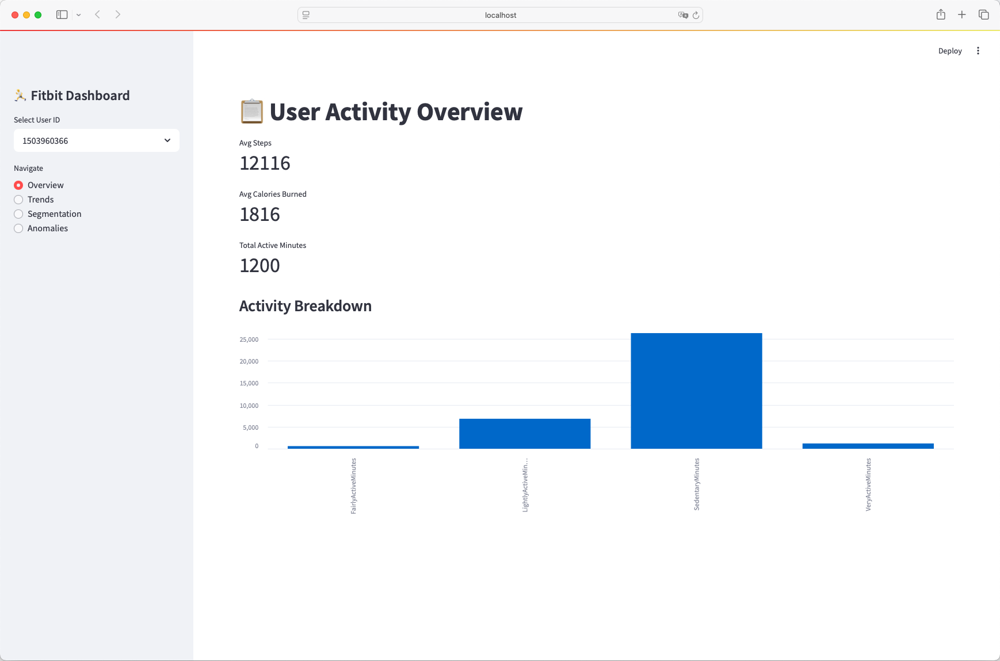 localhost
Deploy
Fitbit Dashboard
Select User ID
1503960366
Navigate
Overview
Trends
Segmentation
Anomalies
User Activity Overview
Avg Steps
12116
Avg Calories Burned
1816
Total Active Minutes
1200
Activity Breakdown
25,000
20,000
15,000
10,000
5,000
0
FairlyActiveMinutes
LightlyActiveMin…
SedentaryMinutes
VeryActiveMinutes